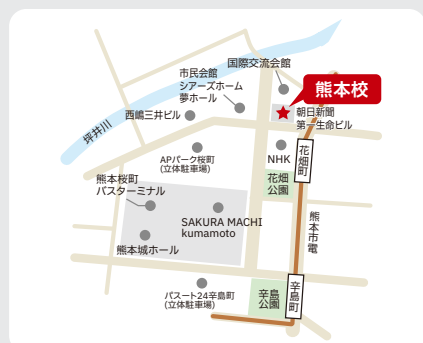 国際交流会館
熊本校
市民会館
シアーズホーム
夢ホール
西嶋三井ビル
朝日新聞
第一生命ビル
坪井川
APパーク桜町
(立体駐車場)
NHK
花畑町
花畑
公園
熊本桜町
バスターミナル
SAKURA MACHI
kumamoto
熊本市電
熊本城ホール
パスート24辛島町
(立体駐車場)
辛島
公園
辛島町